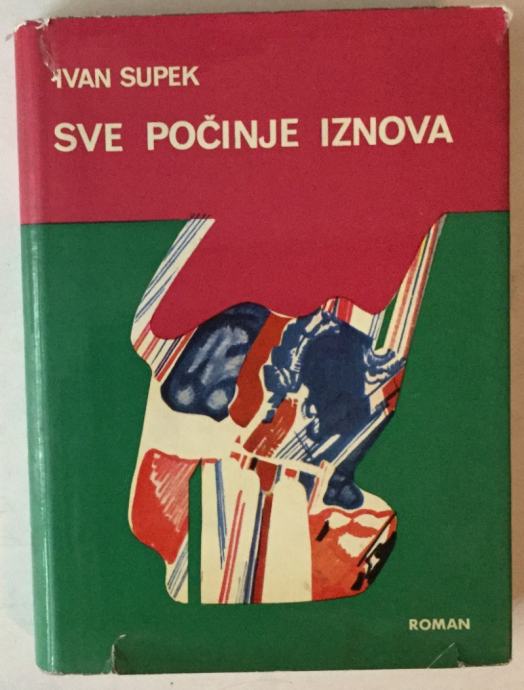 IVAN SUPEK
SVE POČINJE IZNOVA
ROMAN